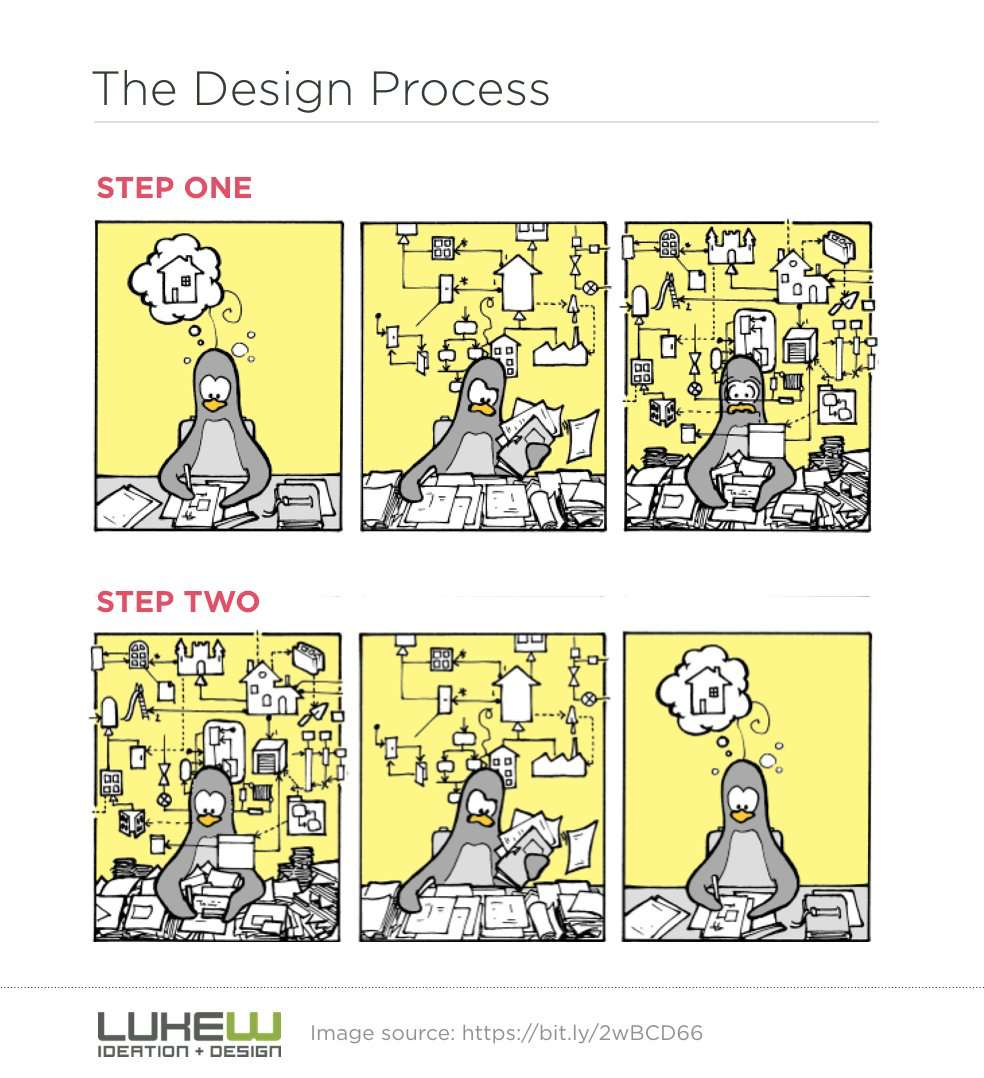 The Design Process
STEP ONE
STEP TWO
LUKEW
IDEATION + DESIGN
Image source: https://bit.ly/2wBCD66